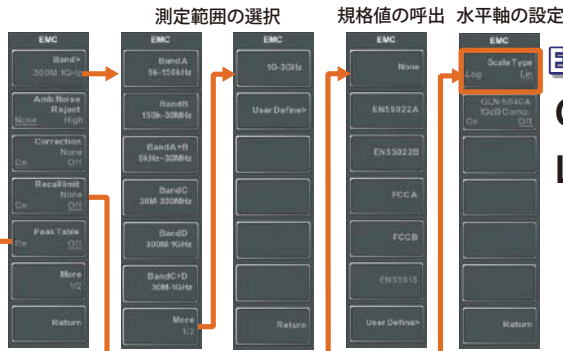 測定範囲の選択
規格値の呼出
水平軸の設定
EMC
Band>
300M-1GHz
Amb.Noise
Reject
None High
Correction
None
On Off
Recall limit
None
On Off
Peak Table
On Off
More
1/2
Return
EMC
Band A
9k-150kHz
Band B
150k-30MHz
Band A+B
9kHz~30MHz
Band C
30M-300MHz
Band D
300M-1GHz
Band C+D
30M-1GHz
More
1/2
EMC
1G-3GHz
User Define>
Return
EMC
None
EN55022A
EN55022B
FCC A
FCC B
EN55015
User Define>
EMC
Scale Type
Log Lin
GLN-5040A
10dB Comp.
On Off
Return